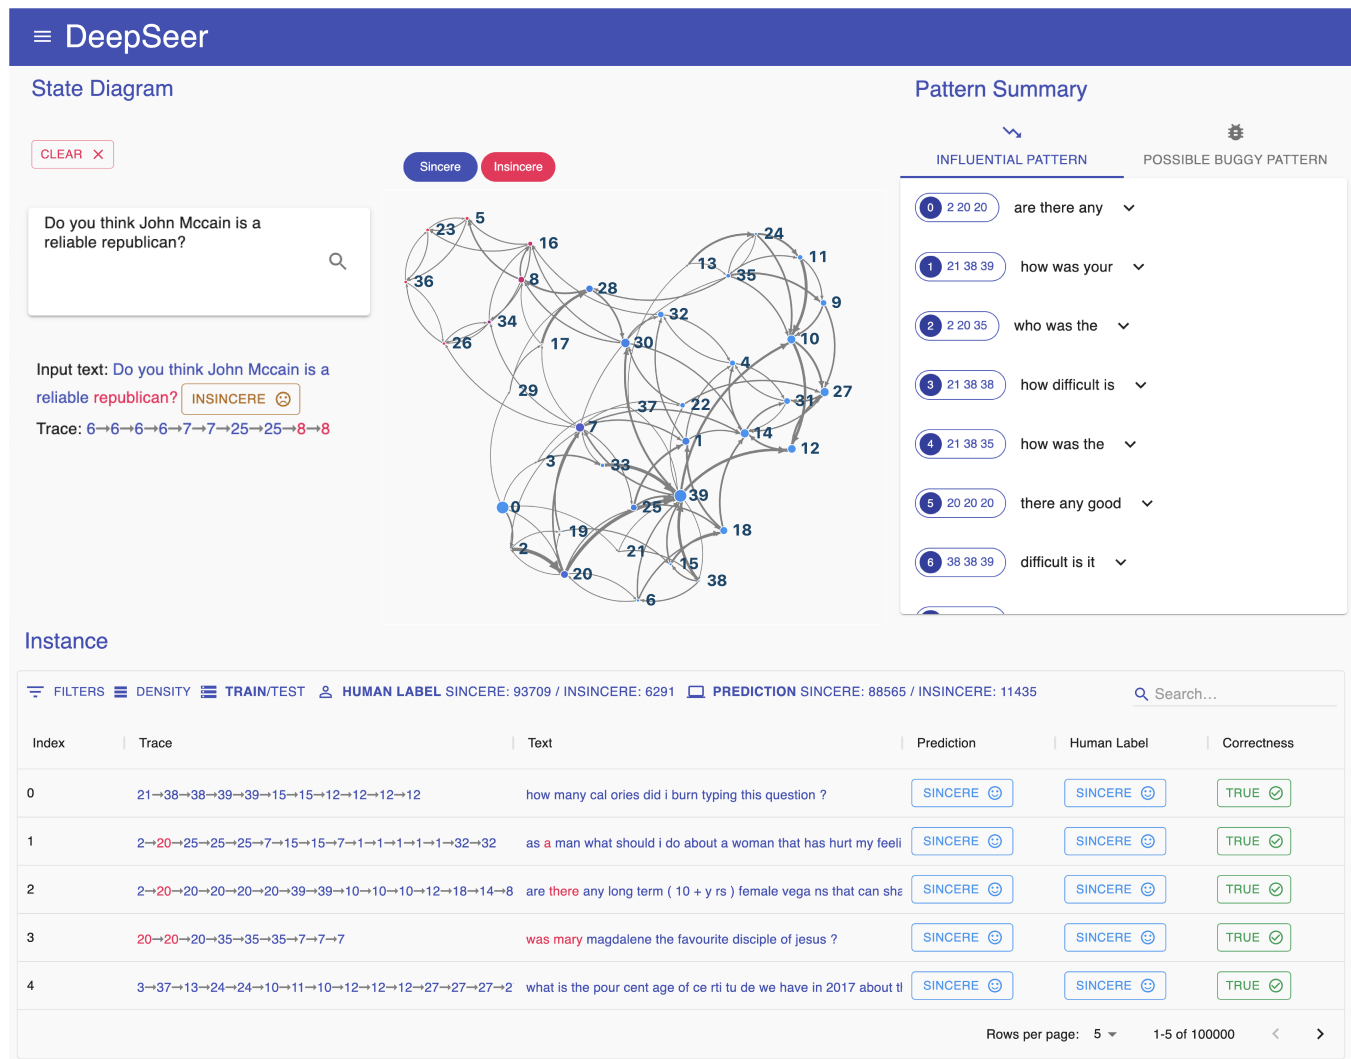 DeepSeer
State Diagram
CLEAR
Do you think John Mccain is a
reliable republican?
Input text: Do you think John Mccain is a
reliable republican? INSINCERE
Trace: 6→6→6→6→7→7→25→25→8→8
Sincere Insincere
5
23
16
24
13
11
36
8
35
28
9
34
32
26
17
30
10
4
29
27
37
22
31
7
1
14
12
3
33
39
0
25
19
18
2
21
15
20
38
6
Pattern Summary
INFLUENTIAL PATTERN
POSSIBLE BUGGY PATTERN
0 2 20 20 are there any
1 21 38 39 how was your
2 2 20 35 who was the
3 21 38 38 how difficult is
4 21 38 35 how was the
5 20 20 20 there any good
6 38 38 39 difficult is it
Instance
FILTERS DENSITY TRAIN/TEST HUMAN LABEL SINCERE: 93709 / INSINCERE: 6291 PREDICTION SINCERE: 88565 / INSINCERE: 11435 Search...
Index Trace Text Prediction Human Label Correctness
0 21→38→38→39→39→15→15→12→12→12→12 how many cal ories did i burn typing this question ? SINCERE SINCERE TRUE
1 2→20→25→25→25→7→15→15→7→1→1→1→1→1→32→32 as a man what should i do about a woman that has hurt my feeli SINCERE SINCERE TRUE
2 2→20→20→20→20→20→39→39→10→10→10→12→18→14→8 are there any long term ( 10 + y rs ) female vega ns that can sha SINCERE SINCERE TRUE
3 20→20→20→35→35→35→7→7→7 was mary magdalene the favourite disciple of jesus ? SINCERE SINCERE TRUE
4 3→37→13→24→24→10→11→10→12→12→12→27→27→27→2 what is the pour cent age of ce rti tu de we have in 2017 about SINCERE SINCERE TRUE
Rows per page: 5 1-5 of 100000